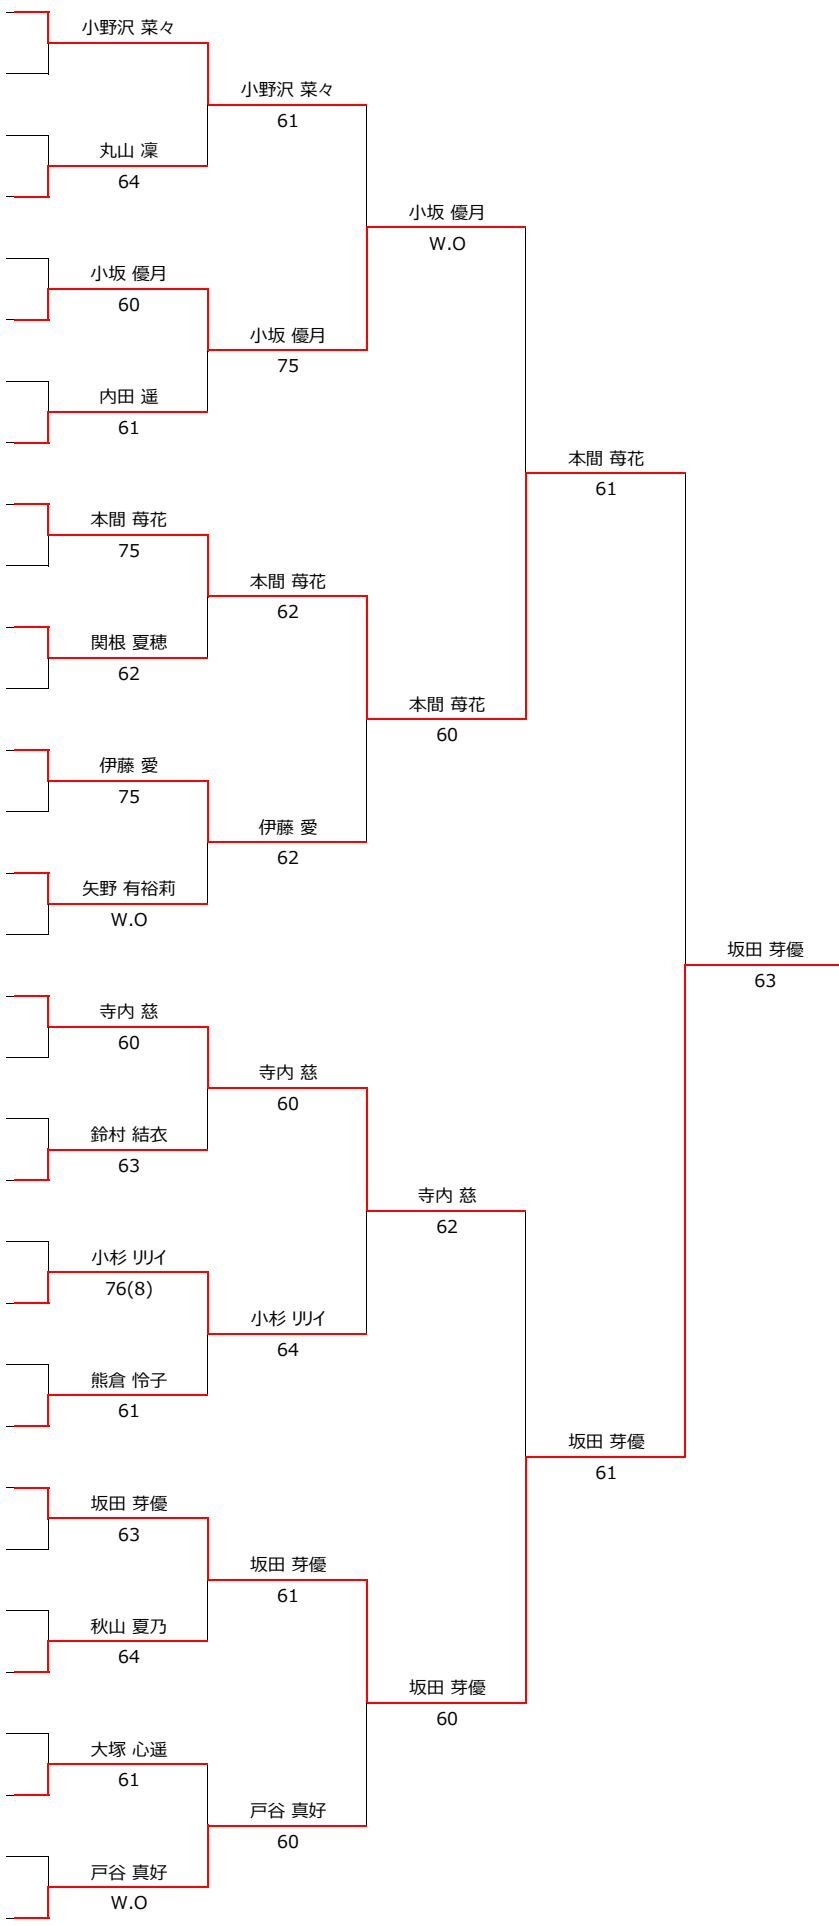 小野沢 菜々
小野沢 菜々
61
丸山 凜
64
小坂 優月
W.O
小坂 優月
60
小坂 優月
75
内田 遥
61
本間 苺花
61
本間 苺花
75
本間 苺花
62
関根 夏穂
62
本間 苺花
60
伊藤 愛
75
伊藤 愛
62
矢野 有裕莉
W.O
坂田 芽優
63
寺内 慈
60
寺内 慈
60
鈴村 結衣
63
寺内 慈
62
小杉 リリイ
76(8)
小杉 リリイ
64
熊倉 怜子
61
坂田 芽優
61
坂田 芽優
63
坂田 芽優
61
秋山 夏乃
64
坂田 芽優
60
大塚 心遥
61
戸谷 真好
60
戸谷 真好
W.O